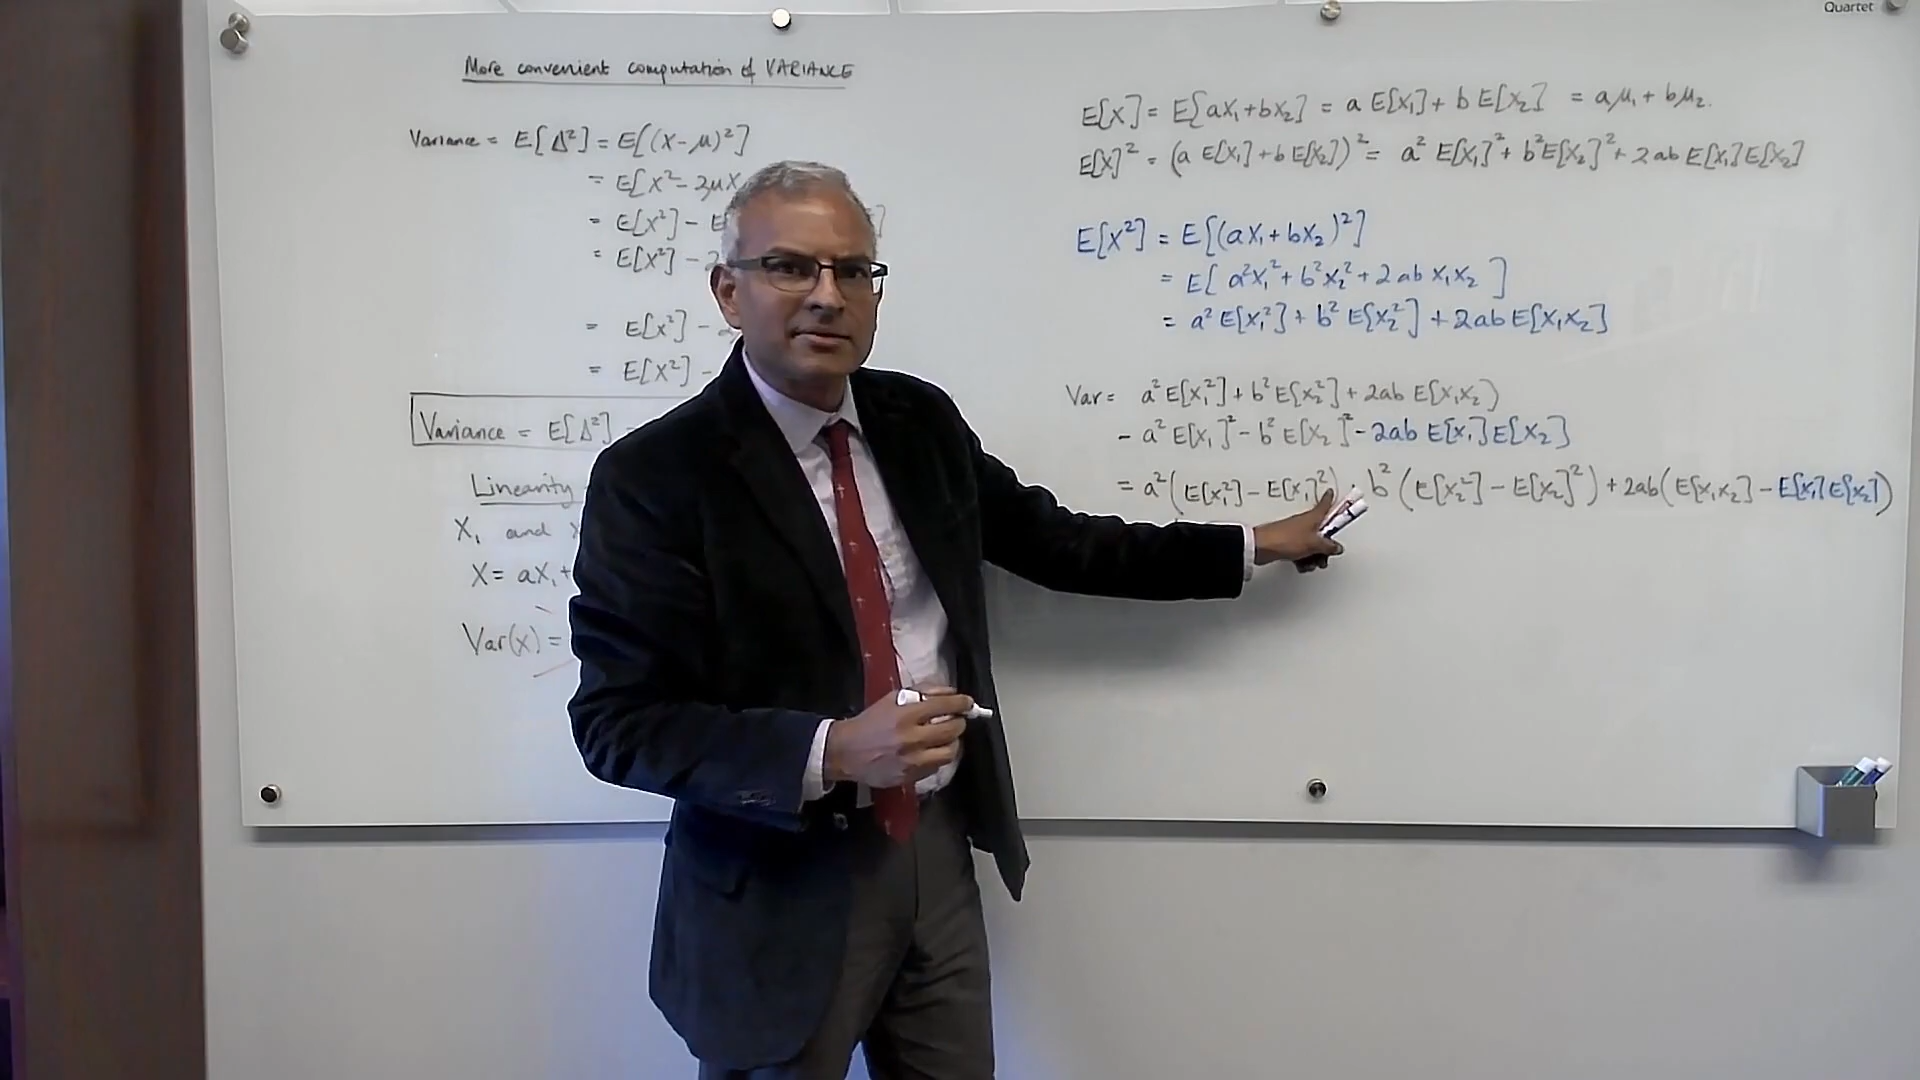 Quartet
More convenient computation of VARIANCE
Variance = E[Δ²] = E[(X-μ)²]
= E[X²-2μX
= E[X²] - E
= E[X²] - 2
= E[X²] -
= E[X²] -
Variance = E[Δ²]
Linearity
X₁ and
X = aX₁+
Var(X) =
E[X] = E[aX₁+bX₂] = a E[X₁] + b E[X₂] = aμ₁ + bμ₂.
E[X]² = (a E[X₁] + b E[X₂])² = a² E[X₁]² + b² E[X₂]² + 2ab E[X₁]E[X₂]
E[X²] = E[(aX₁+bX₂)²]
= E[ a²X₁² + b²X₂² + 2ab X₁X₂ ]
= a² E[X₁²] + b² E[X₂²] + 2ab E[X₁X₂]
Var = a² E[X₁²] + b² E[X₂²] + 2ab E[X₁X₂]
- a² E[X₁]² - b² E[X₂]² - 2ab E[X₁]E[X₂]
= a²(E[X₁²] - E[X₁]²) b²(E[X₂²] - E[X₂]²) + 2ab(E[X₁X₂] - E[X₁]E[X₂])